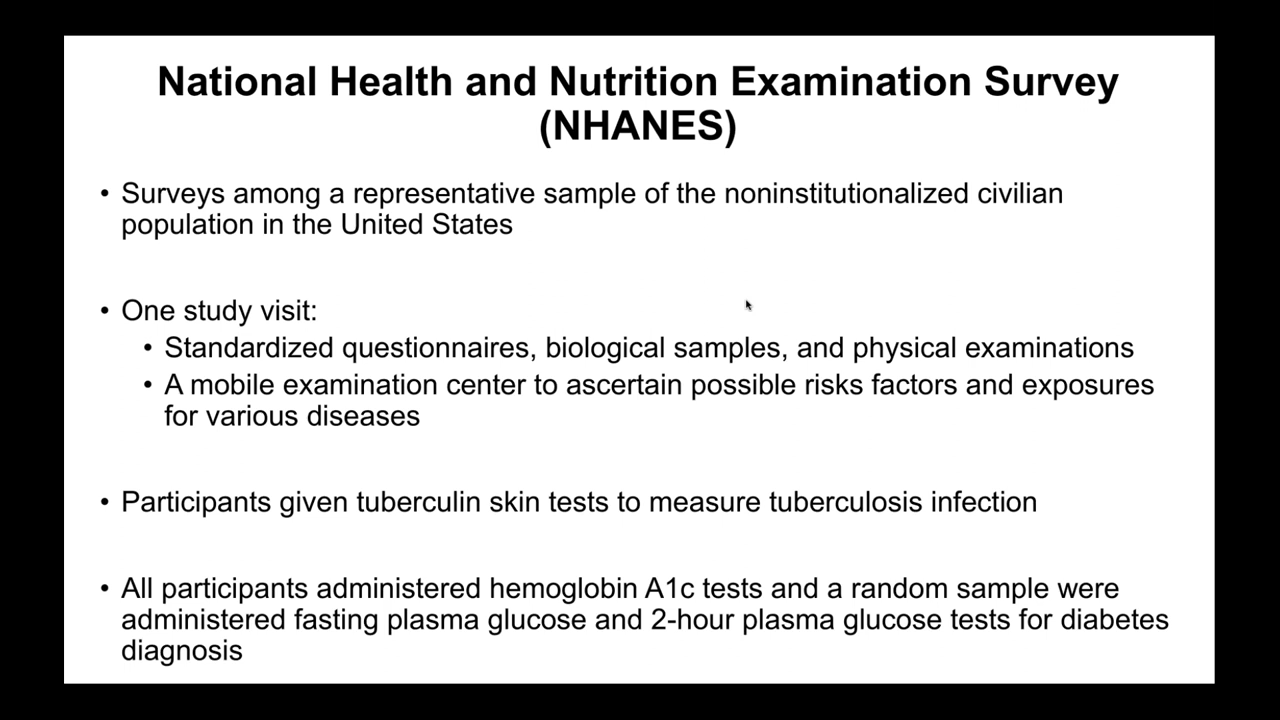 National Health and Nutrition Examination Survey
(NHANES)
• Surveys among a representative sample of the noninstitutionalized civilian
population in the United States
• One study visit:
• Standardized questionnaires, biological samples, and physical examinations
• A mobile examination center to ascertain possible risks factors and exposures
for various diseases
• Participants given tuberculin skin tests to measure tuberculosis infection
• All participants administered hemoglobin A1c tests and a random sample were
administered fasting plasma glucose and 2-hour plasma glucose tests for diabetes
diagnosis